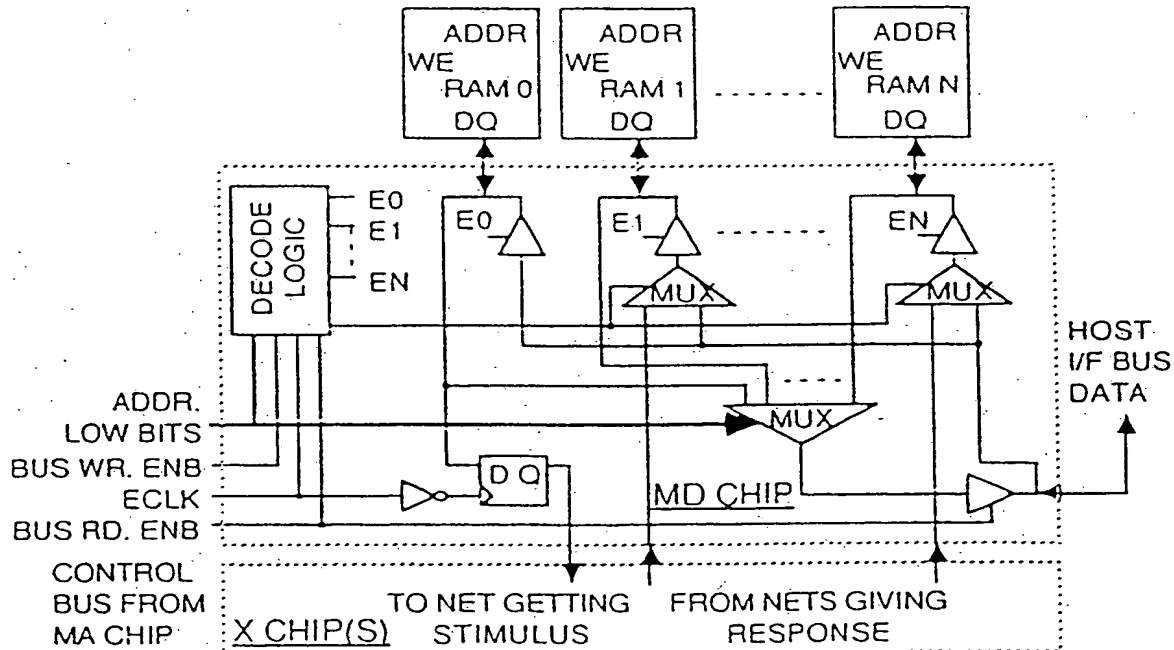 ADDR
WE
RAM 0
DQ
ADDR
WE
RAM 1
DQ
ADDR
WE
RAM N
DQ
DECODE
LOGIC
E0
E1
EN
E0
E1
EN
MUX
MUX
MUX
HOST
I/F BUS
DATA
ADDR.
LOW BITS
BUS WR. ENB
ECLK
BUS RD. ENB
D Q
MD CHIP
CONTROL
BUS FROM
MA CHIP
X CHIP(S)
TO NET GETTING
STIMULUS
FROM NETS GIVING
RESPONSE